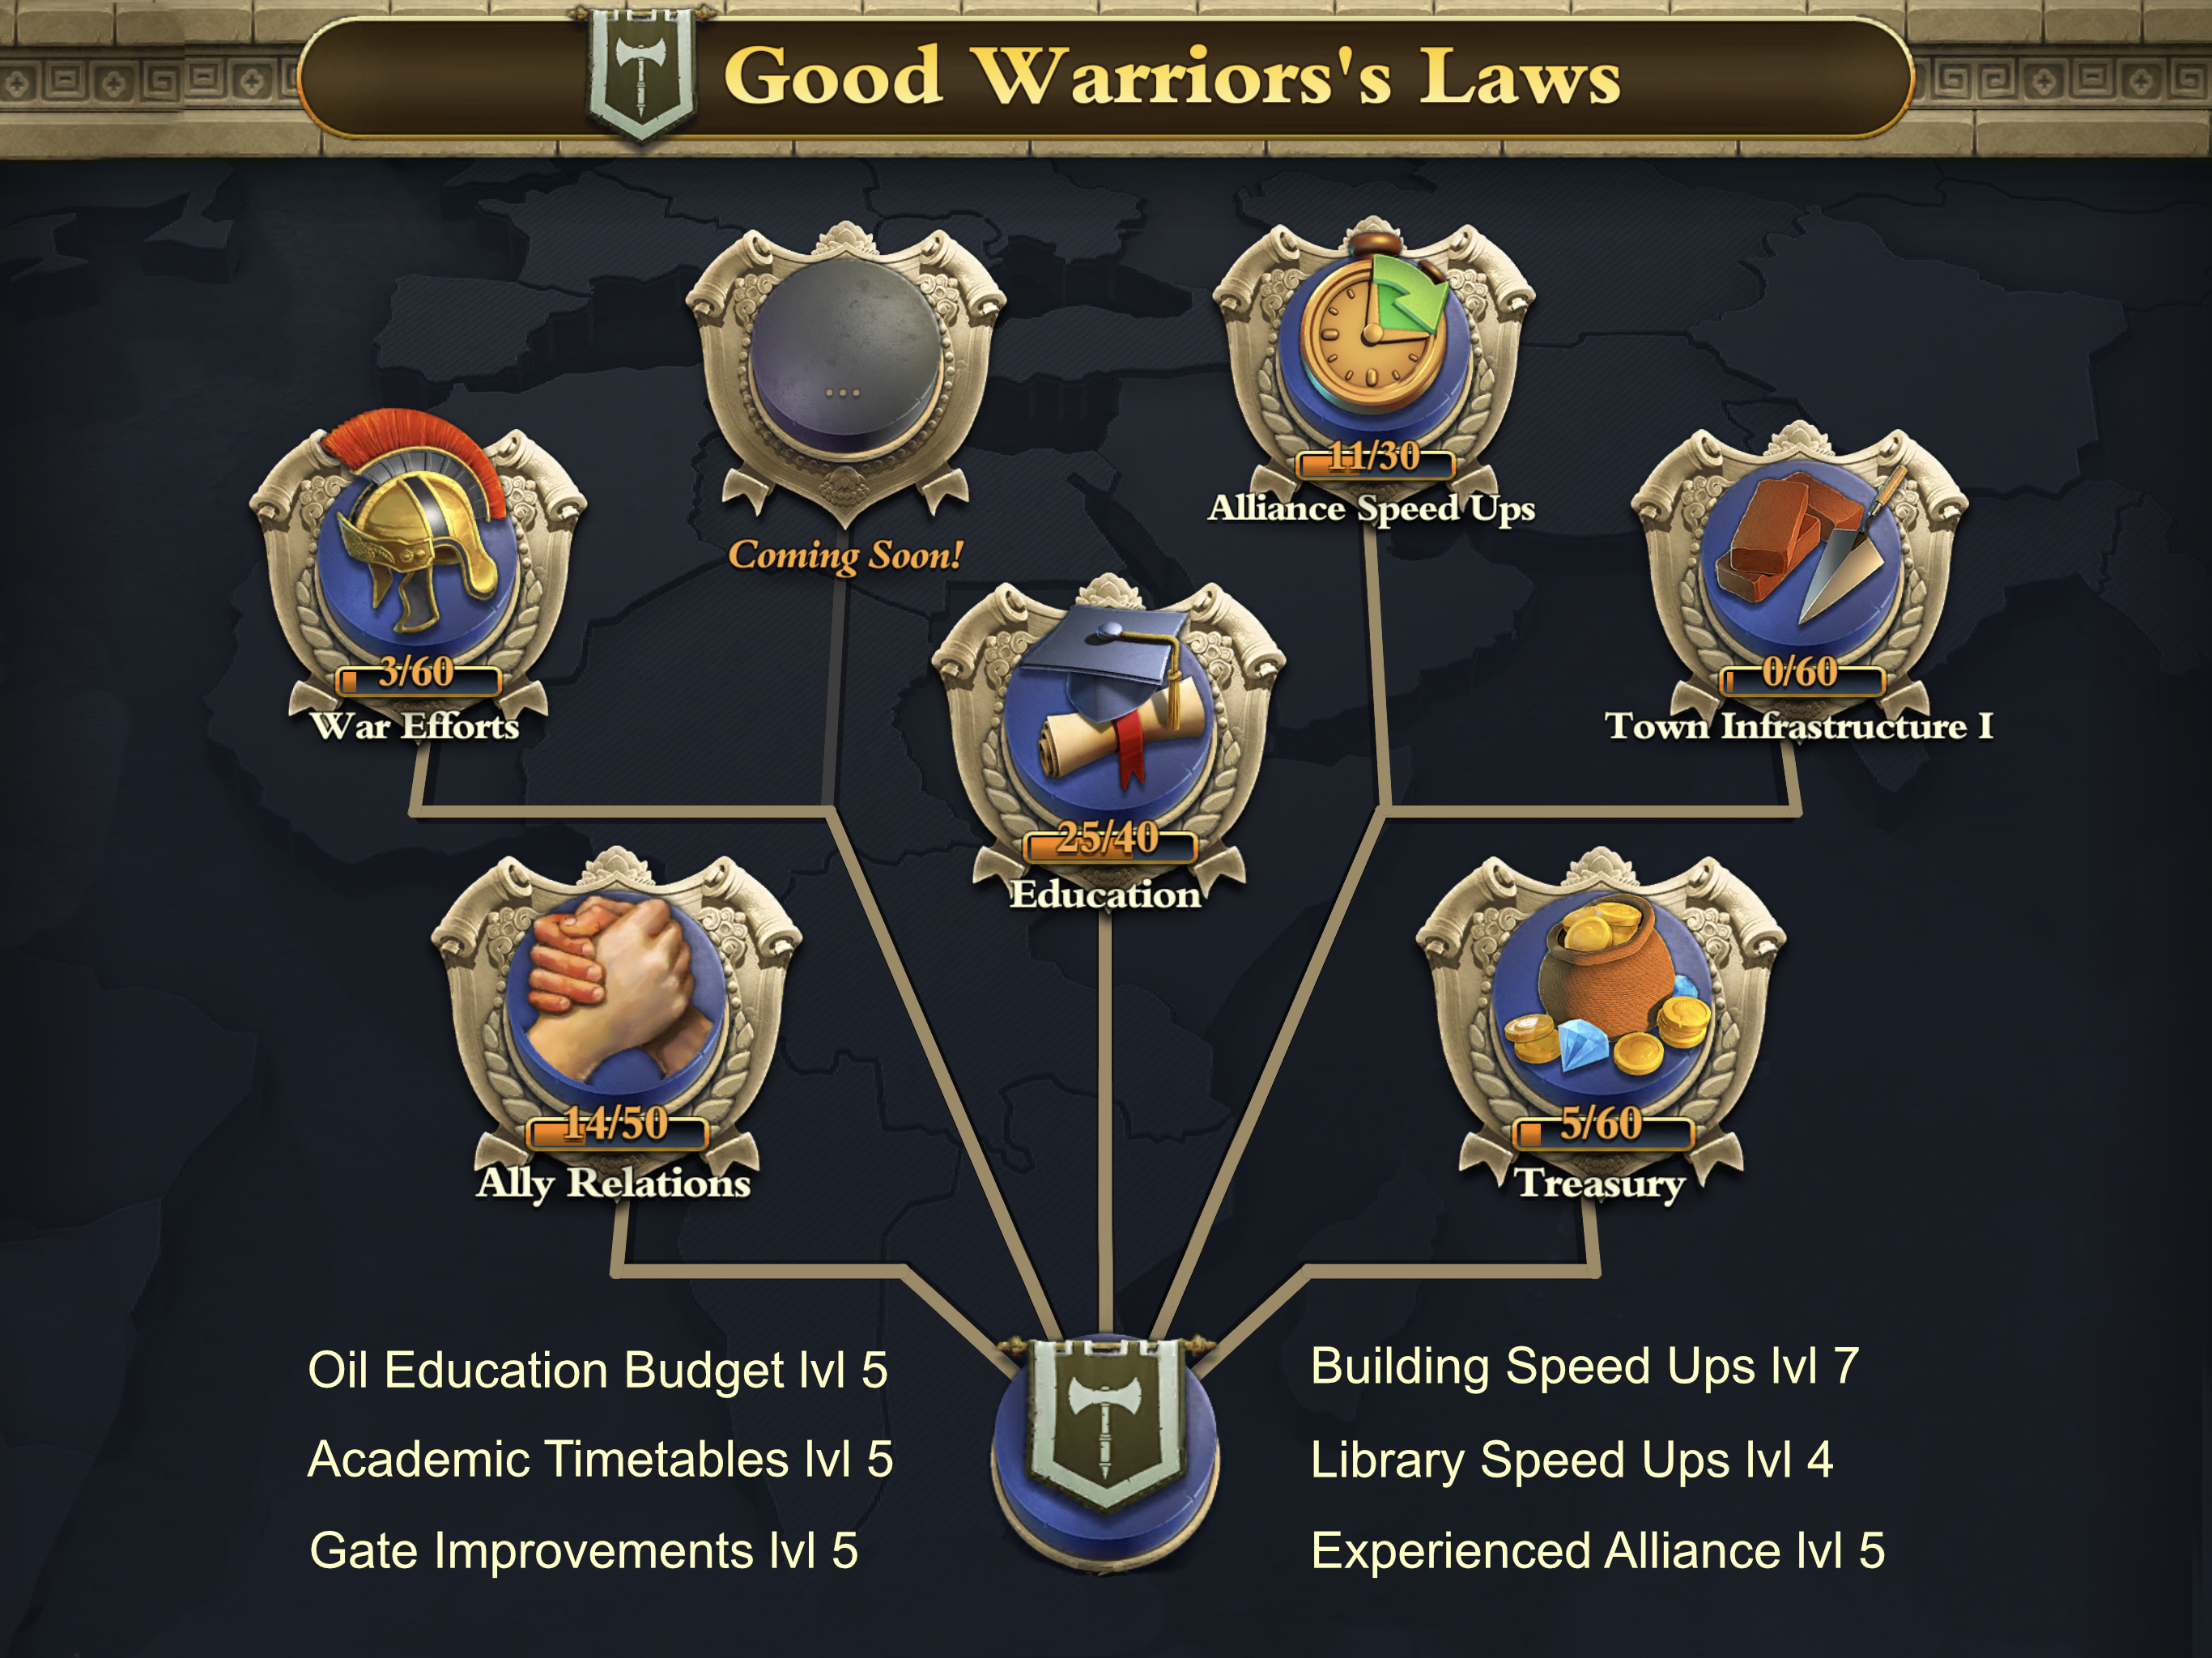 Good Warriors's Laws
...
Coming Soon!
11/30
Alliance Speed Ups
3/60
War Efforts
0/60
Town Infrastructure I
25/40
Education
14/50
Ally Relations
5/60
Treasury
Oil Education Budget lvl 5
Academic Timetables lvl 5
Gate Improvements lvl 5
Building Speed Ups lvl 7
Library Speed Ups lvl 4
Experienced Alliance lvl 5